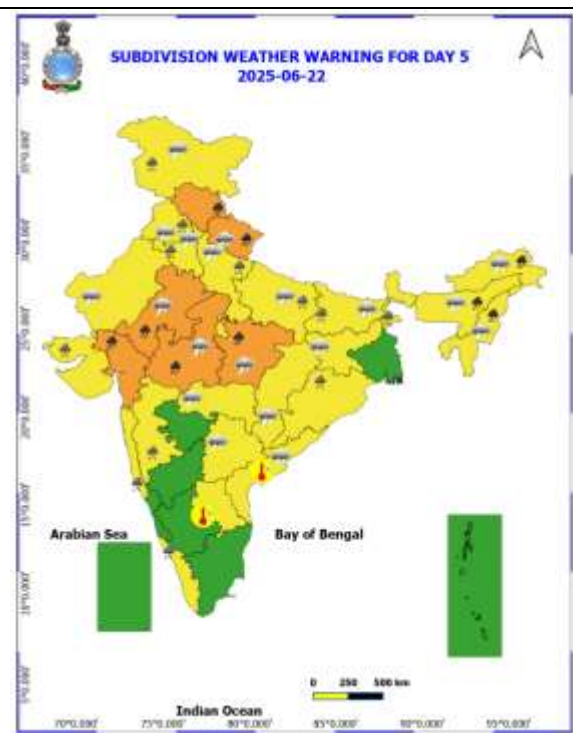 SUBDIVISION WEATHER WARNING FOR DAY 5
2025-06-22
Arabian Sea
Bay of Bengal
0 250 500 km
Indian Ocean
70°0.000' 75°0.000' 80°0.000' 85°0.000' 90°0.000' 95°0.000'